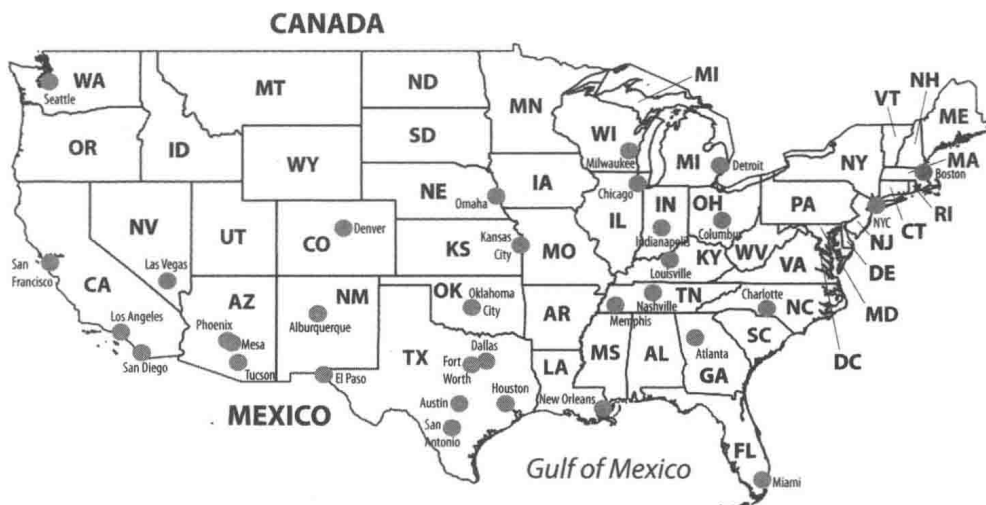 CANADA
WA
Seattle
MT
ND
MN
MI
VT
NH
ME
OR
ID
SD
WI
Milwaukee
MI
Detroit
NY
MA
Boston
WY
NE
Omaha
IA
Chicago
RI
CT
NV
UT
CO
Denver
KS
Kansas
City
MO
IL
IN
Indianapolis
OH
Columbus
PA
NYC
NJ
San
Francisco
CA
Las Vegas
Louisville
KY
WV
VA
DE
MD
DC
Los Angeles
San Diego
AZ
Phoenix
Mesa
Tucson
NM
Alburquerque
OK
Oklahoma
City
AR
TN
Nashville
Memphis
Charlotte
NC
SC
El Paso
TX
Dallas
Fort
Worth
LA
MS
AL
Atlanta
GA
MEXICO
Austin
San
Antonio
Houston
New Orleans
Gulf of Mexico
FL
Miami